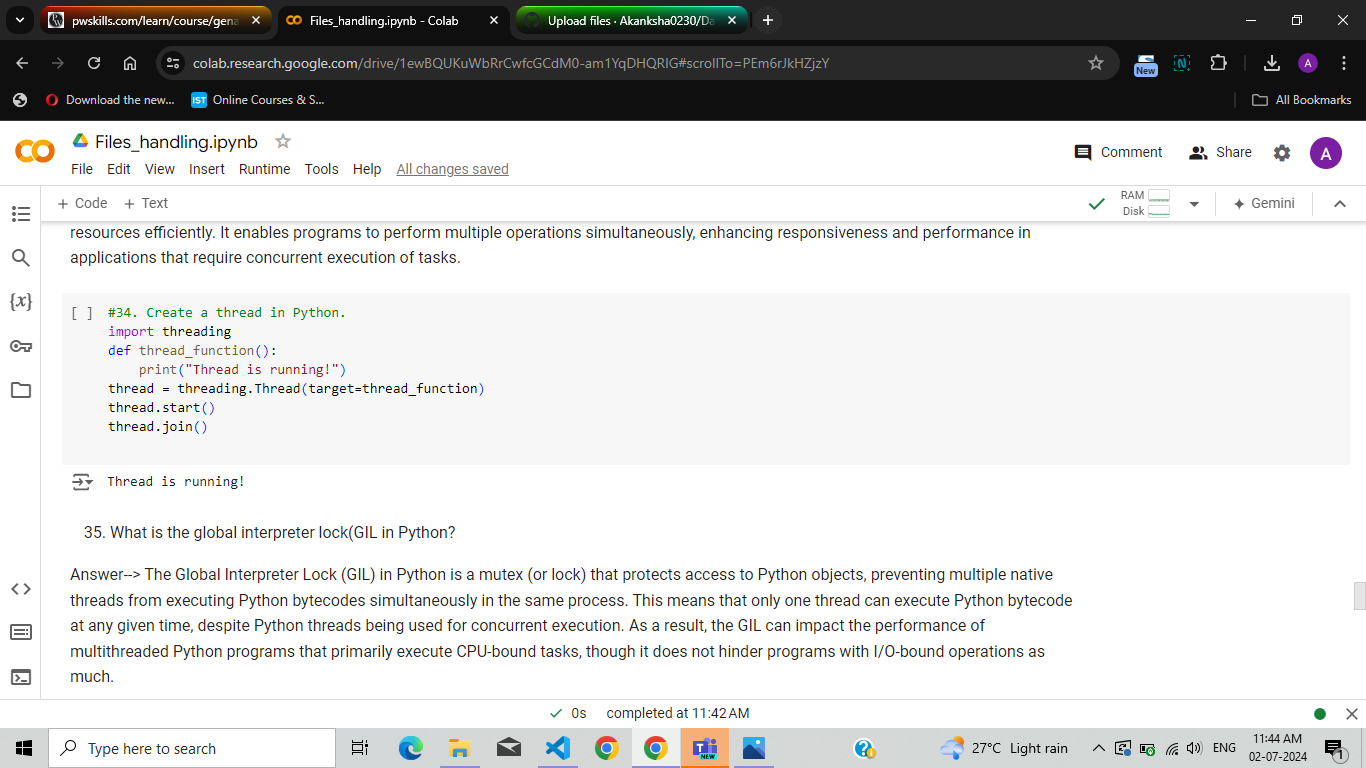 pwskills.com/learn/course/gena
Files_handling.ipynb - Colab
Upload files · Akanksha0230/Da
colab.research.google.com/drive/1ewBQUKuWbRrCwfcGCdM0-am1YqDHQRIG#scrollTo=PEm6rJkHZjzY
New
N
A
Download the new...
IST Online Courses & S...
All Bookmarks
CO
Files_handling.ipynb
File Edit View Insert Runtime Tools Help All changes saved
Comment
Share
A
+ Code + Text
RAM
Disk
Gemini
resources efficiently. It enables programs to perform multiple operations simultaneously, enhancing responsiveness and performance in
applications that require concurrent execution of tasks.
{x}
[ ] #34. Create a thread in Python.
import threading
def thread_function():
print("Thread is running!")
thread = threading.Thread(target=thread_function)
thread.start()
thread.join()
Thread is running!
35. What is the global interpreter lock(GIL in Python?
Answer--> The Global Interpreter Lock (GIL) in Python is a mutex (or lock) that protects access to Python objects, preventing multiple native
threads from executing Python bytecodes simultaneously in the same process. This means that only one thread can execute Python bytecode
at any given time, despite Python threads being used for concurrent execution. As a result, the GIL can impact the performance of
multithreaded Python programs that primarily execute CPU-bound tasks, though it does not hinder programs with I/O-bound operations as
much.
0s completed at 11:42 AM
Type here to search
NEW
27°C Light rain
ENG
11:44 AM
02-07-2024
1